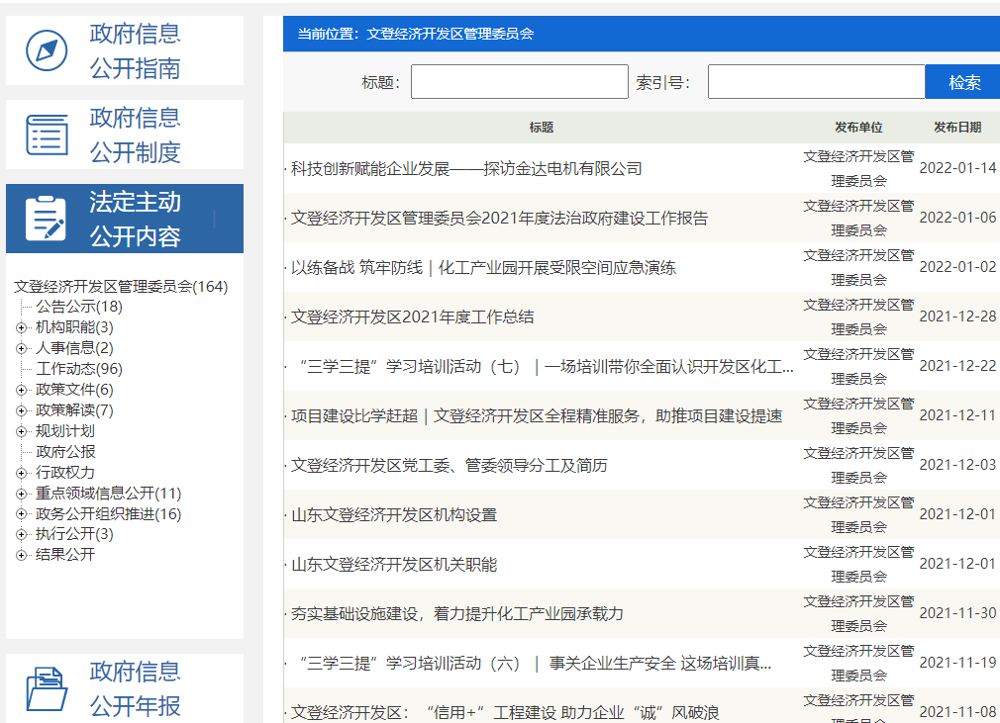 政府信息
公开指南
政府信息
公开制度
法定主动
公开内容
文登经济开发区管理委员会(164)
公告公示(18)
机构职能(3)
人事信息(2)
工作动态(96)
政策文件(6)
政策解读(7)
规划计划
政府公报
行政权力
重点领域信息公开(11)
政务公开组织推进(16)
执行公开(3)
结果公开
政府信息
公开年报
当前位置：文登经济开发区管理委员会
标题： 索引号： 检索
标题 发布单位 发布日期
· 科技创新赋能企业发展——探访金达电机有限公司 文登经济开发区管理委员会 2022-01-14
· 文登经济开发区管理委员会2021年度法治政府建设工作报告 文登经济开发区管理委员会 2022-01-06
· 以练备战 筑牢防线｜化工产业园开展受限空间应急演练 文登经济开发区管理委员会 2022-01-02
· 文登经济开发区2021年度工作总结 文登经济开发区管理委员会 2021-12-28
· “三学三提”学习培训活动（七）｜一场培训带你全面认识开发区化工... 文登经济开发区管理委员会 2021-12-22
· 项目建设比学赶超｜文登经济开发区全程精准服务，助推项目建设提速 文登经济开发区管理委员会 2021-12-11
· 文登经济开发区党工委、管委领导分工及简历 文登经济开发区管理委员会 2021-12-03
· 山东文登经济开发区机构设置 文登经济开发区管理委员会 2021-12-01
· 山东文登经济开发区机关职能 文登经济开发区管理委员会 2021-12-01
· 夯实基础设施建设，着力提升化工产业园承载力 文登经济开发区管理委员会 2021-11-30
· “三学三提”学习培训活动（六）｜ 事关企业生产安全 这场培训真... 文登经济开发区管理委员会 2021-11-19
· 文登经济开发区：“信用+”工程建设 助力企业“诚”风破浪 文登经济开发区管理委员会 2021-11-08